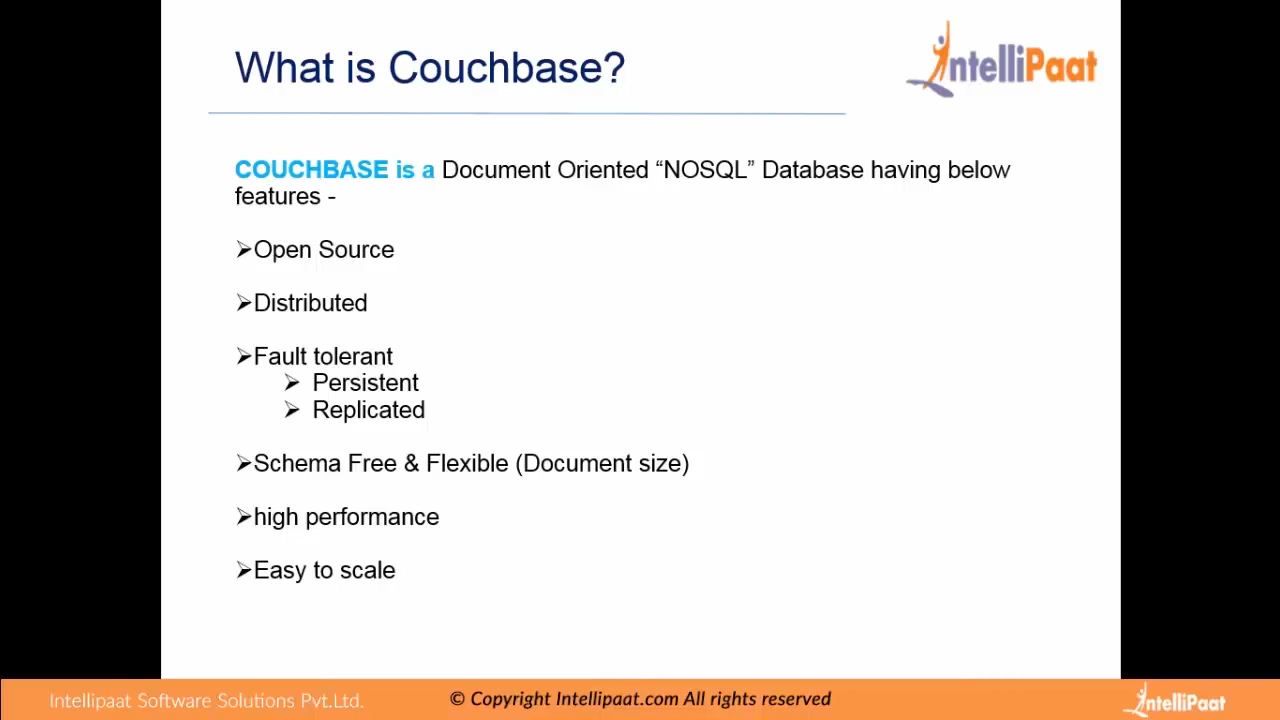 What is Couchbase?
IntelliPaat
COUCHBASE is a Document Oriented “NOSQL” Database having below
features -
➢Open Source
➢Distributed
➢Fault tolerant
➢ Persistent
➢ Replicated
➢Schema Free & Flexible (Document size)
➢high performance
➢Easy to scale
Intellipaat Software Solutions Pvt.Ltd.
© Copyright Intellipaat.com All rights reserved
IntelliPaat